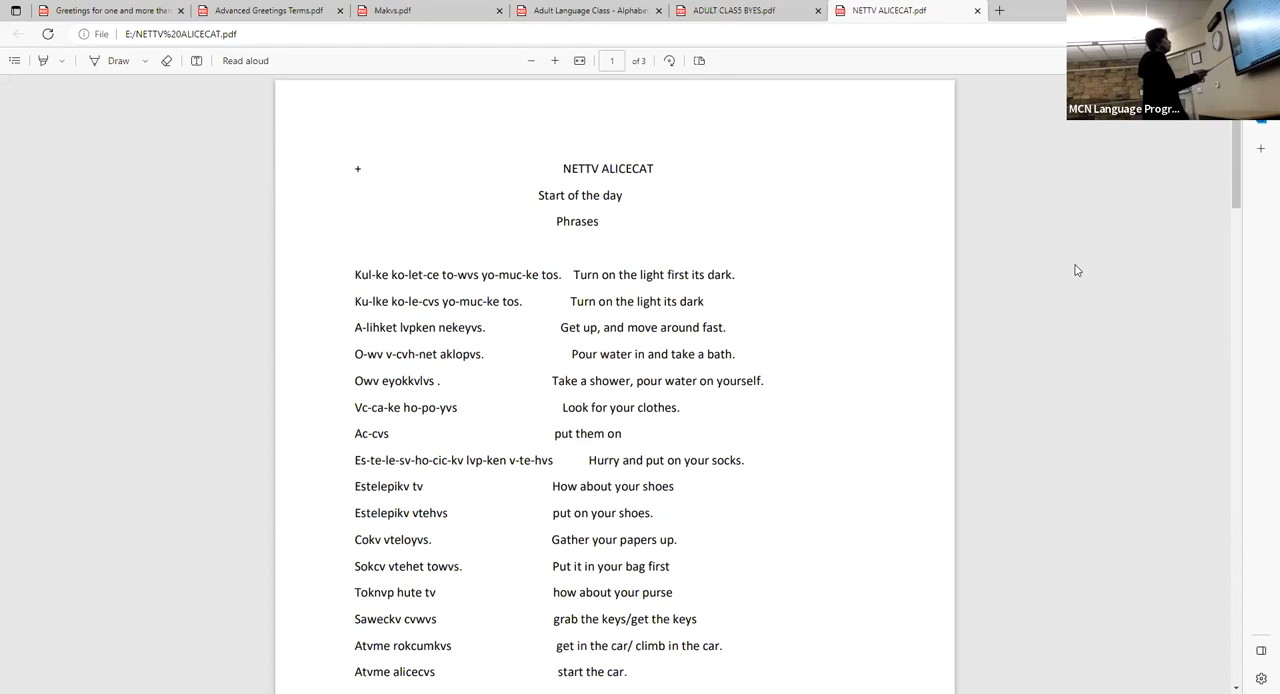 Greetings for one and more than
Advanced Greetings Terms.pdf
Makvs.pdf
Adult Language Class - Alphabet
ADULT CLAS5 BYES.pdf
NETTV ALICECAT.pdf
File E:/NETTV%20ALICECAT.pdf
Draw Read aloud 1 of 3
MCN Language Progr...
+ NETTV ALICECAT
Start of the day
Phrases
Kul-ke ko-let-ce to-wvs yo-muc-ke tos. Turn on the light first its dark.
Ku-lke ko-le-cvs yo-muc-ke tos. Turn on the light its dark
A-lihket lvpken nekeyvs. Get up, and move around fast.
O-wv v-cvh-net aklopvs. Pour water in and take a bath.
Owv eyokkvlvs . Take a shower, pour water on yourself.
Vc-ca-ke ho-po-yvs Look for your clothes.
Ac-cvs put them on
Es-te-le-sv-ho-cic-kv lvp-ken v-te-hvs Hurry and put on your socks.
Estelepikv tv How about your shoes
Estelepikv vtehvs put on your shoes.
Cokv vteloyvs. Gather your papers up.
Sokcv vtehet towvs. Put it in your bag first
Toknvp hute tv how about your purse
Saweckv cvwvs grab the keys/get the keys
Atvme rokcumkvs get in the car/ climb in the car.
Atvme alicecvs start the car.